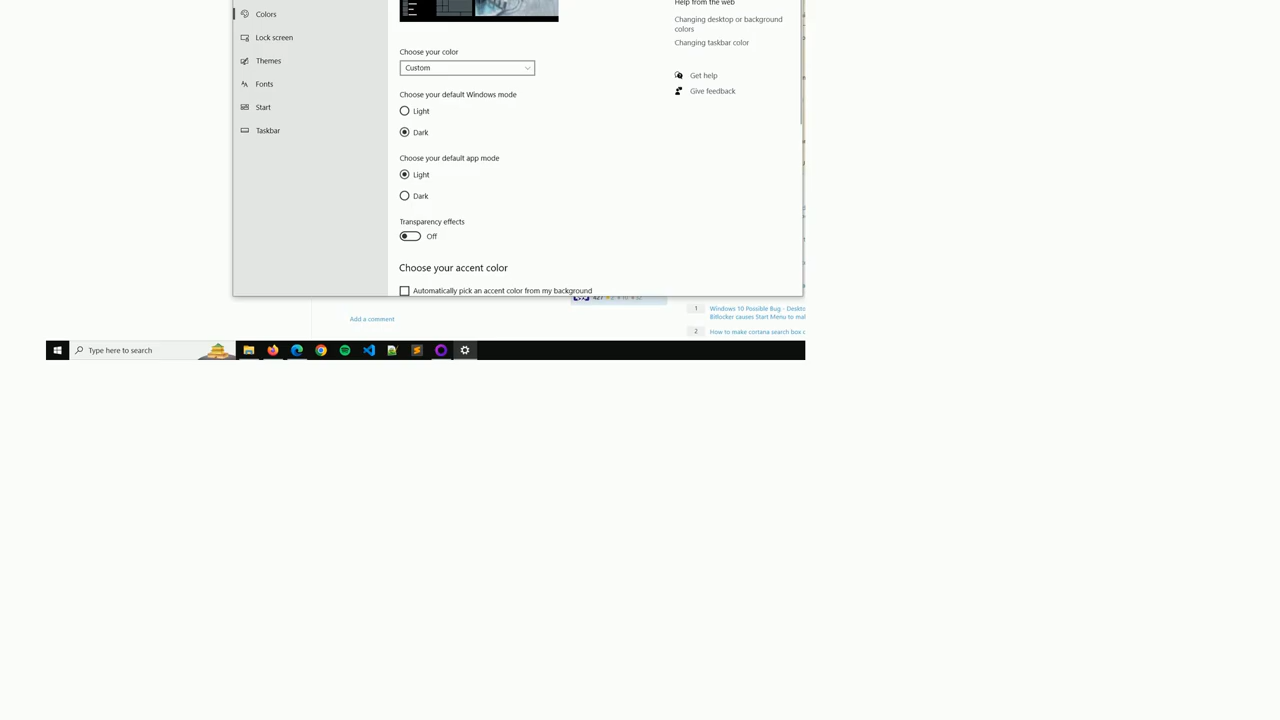 Colors
Lock screen
Themes
Fonts
Start
Taskbar
Choose your color
Custom
Choose your default Windows mode
Light
Dark
Choose your default app mode
Light
Dark
Transparency effects
Off
Choose your accent color
Automatically pick an accent color from my background
Help from the web
Changing desktop or background
colors
Changing taskbar color
Get help
Give feedback
Add a comment
427
1
Windows 10 Possible Bug - Deskto
Bitlocker causes Start Menu to mal
2
How to make cortana search box c
Type here to search